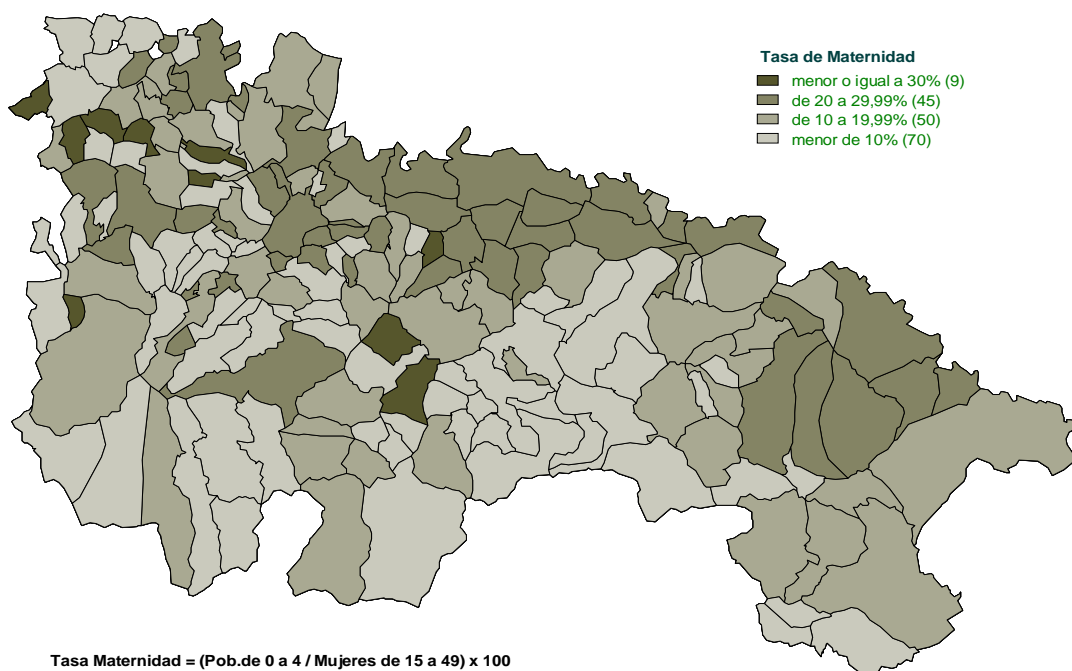 Tasa de Maternidad
menor o igual a 30% (9)
de 20 a 29,99% (45)
de 10 a 19,99% (50)
menor de 10% (70)
Tasa Maternidad = (Pob.de 0 a 4 / Mujeres de 15 a 49) x 100